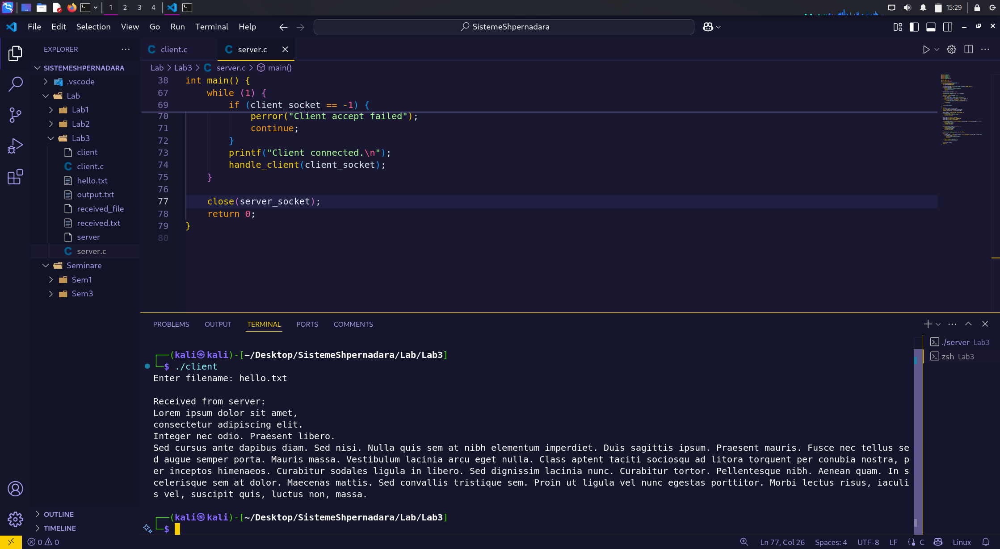 1 2 3 4 15:29
File Edit Selection View Go Run Terminal Help SistemeShpernadara
EXPLORER
SISTEMESHPERNADARA
.vscode
Lab
Lab1
Lab2
Lab3
client
client.c
hello.txt
output.txt
received_file
received.txt
server
server.c
Seminare
Sem1
Sem3
OUTLINE
TIMELINE
client.c server.c
Lab > Lab3 > server.c > main()
38 int main() {
67 while (1) {
69 if (client_socket == -1) {
70 perror("Client accept failed");
71 continue;
72 }
73 printf("Client connected.\n");
74 handle_client(client_socket);
75 }
76
77 close(server_socket);
78 return 0;
79 }
80
PROBLEMS OUTPUT TERMINAL PORTS COMMENTS
./server Lab3
zsh Lab3
┌──(kali㉿kali)-[~/Desktop/SistemeShpernadara/Lab/Lab3]
└─$ ./client
Enter filename: hello.txt
Received from server:
Lorem ipsum dolor sit amet,
consectetur adipiscing elit.
Integer nec odio. Praesent libero.
Sed cursus ante dapibus diam. Sed nisi. Nulla quis sem at nibh elementum imperdiet. Duis sagittis ipsum. Praesent mauris. Fusce nec tellus se
d augue semper porta. Mauris massa. Vestibulum lacinia arcu eget nulla. Class aptent taciti sociosqu ad litora torquent per conubia nostra, p
er inceptos himenaeos. Curabitur sodales ligula in libero. Sed dignissim lacinia nunc. Curabitur tortor. Pellentesque nibh. Aenean quam. In s
celerisque sem at dolor. Maecenas mattis. Sed convallis tristique sem. Proin ut ligula vel nunc egestas porttitor. Morbi lectus risus, iaculi
s vel, suscipit quis, luctus non, massa.
┌──(kali㉿kali)-[~/Desktop/SistemeShpernadara/Lab/Lab3]
└─$
0 0 Ln 77, Col 26 Spaces: 4 UTF-8 LF C Linux